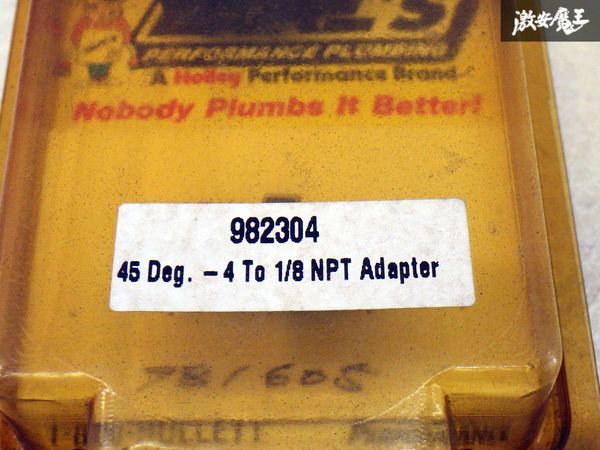 激安魔王
PERFORMANCE PLUMBING
A Holley Performance Brand
Nobody Plumbs It Better!
982304
45 Deg. - 4 To 1/8 NPT Adapter